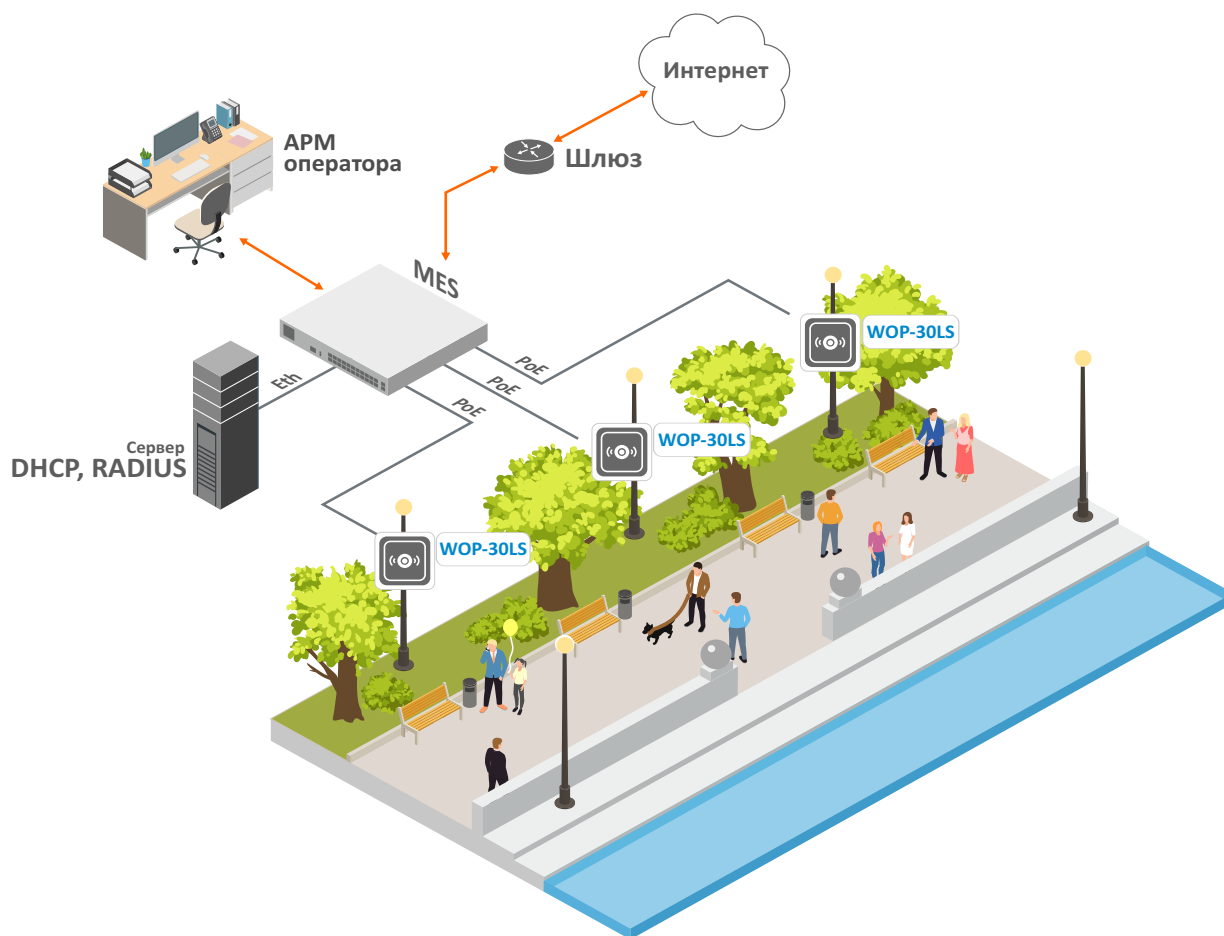 Интернет
АРМ
оператора
Шлюз
MES
PoE
PoE
PoE
Eth
WOP-30LS
WOP-30LS
WOP-30LS
Сервер
DHCP, RADIUS